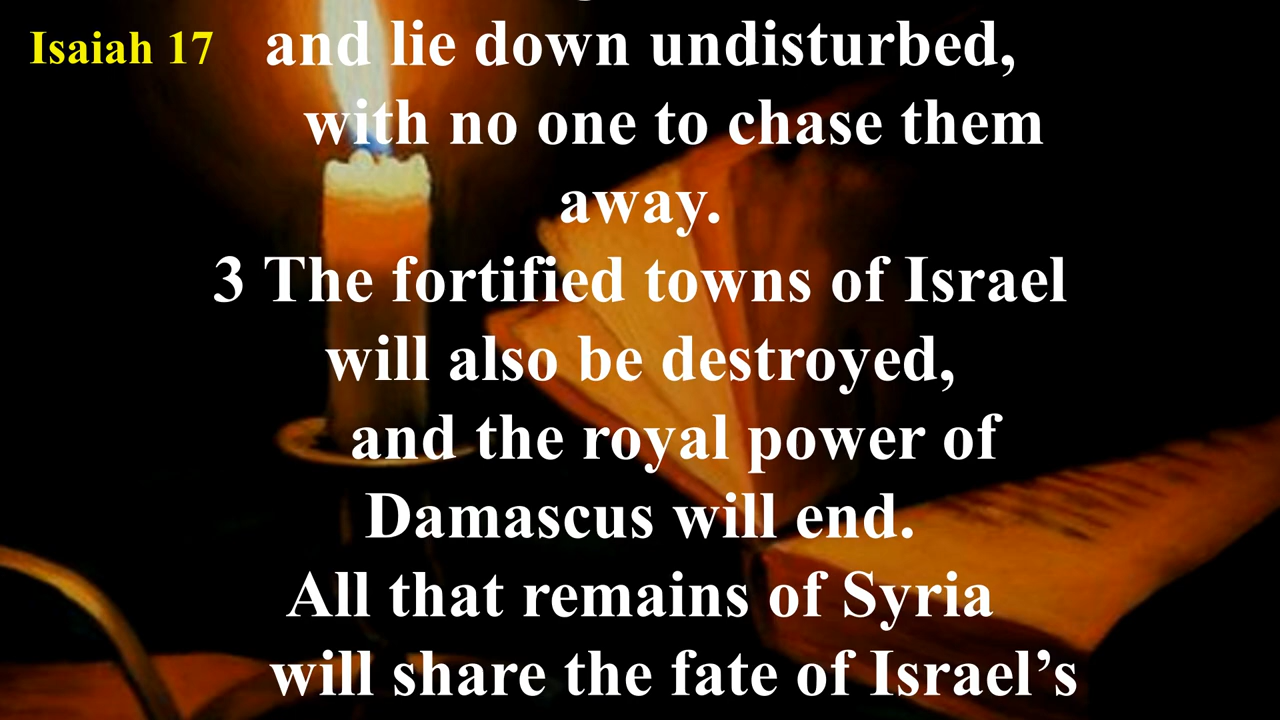 Isaiah 17
and lie down undisturbed,
with no one to chase them
away.
3 The fortified towns of Israel
will also be destroyed,
and the royal power of
Damascus will end.
All that remains of Syria
will share the fate of Israel’s